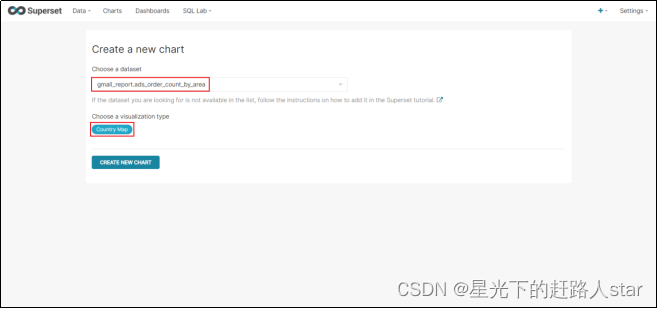 Superset Data Charts Dashboards SQL Lab + Settings
Create a new chart
Choose a dataset
gmall_report.ads_order_count_by_area
If the dataset you are looking for is not available in the list, follow the instructions on how to add it in the Superset tutorial.
Choose a visualization type
Country Map
CREATE NEW CHART
CSDN @星光下的赶路人star